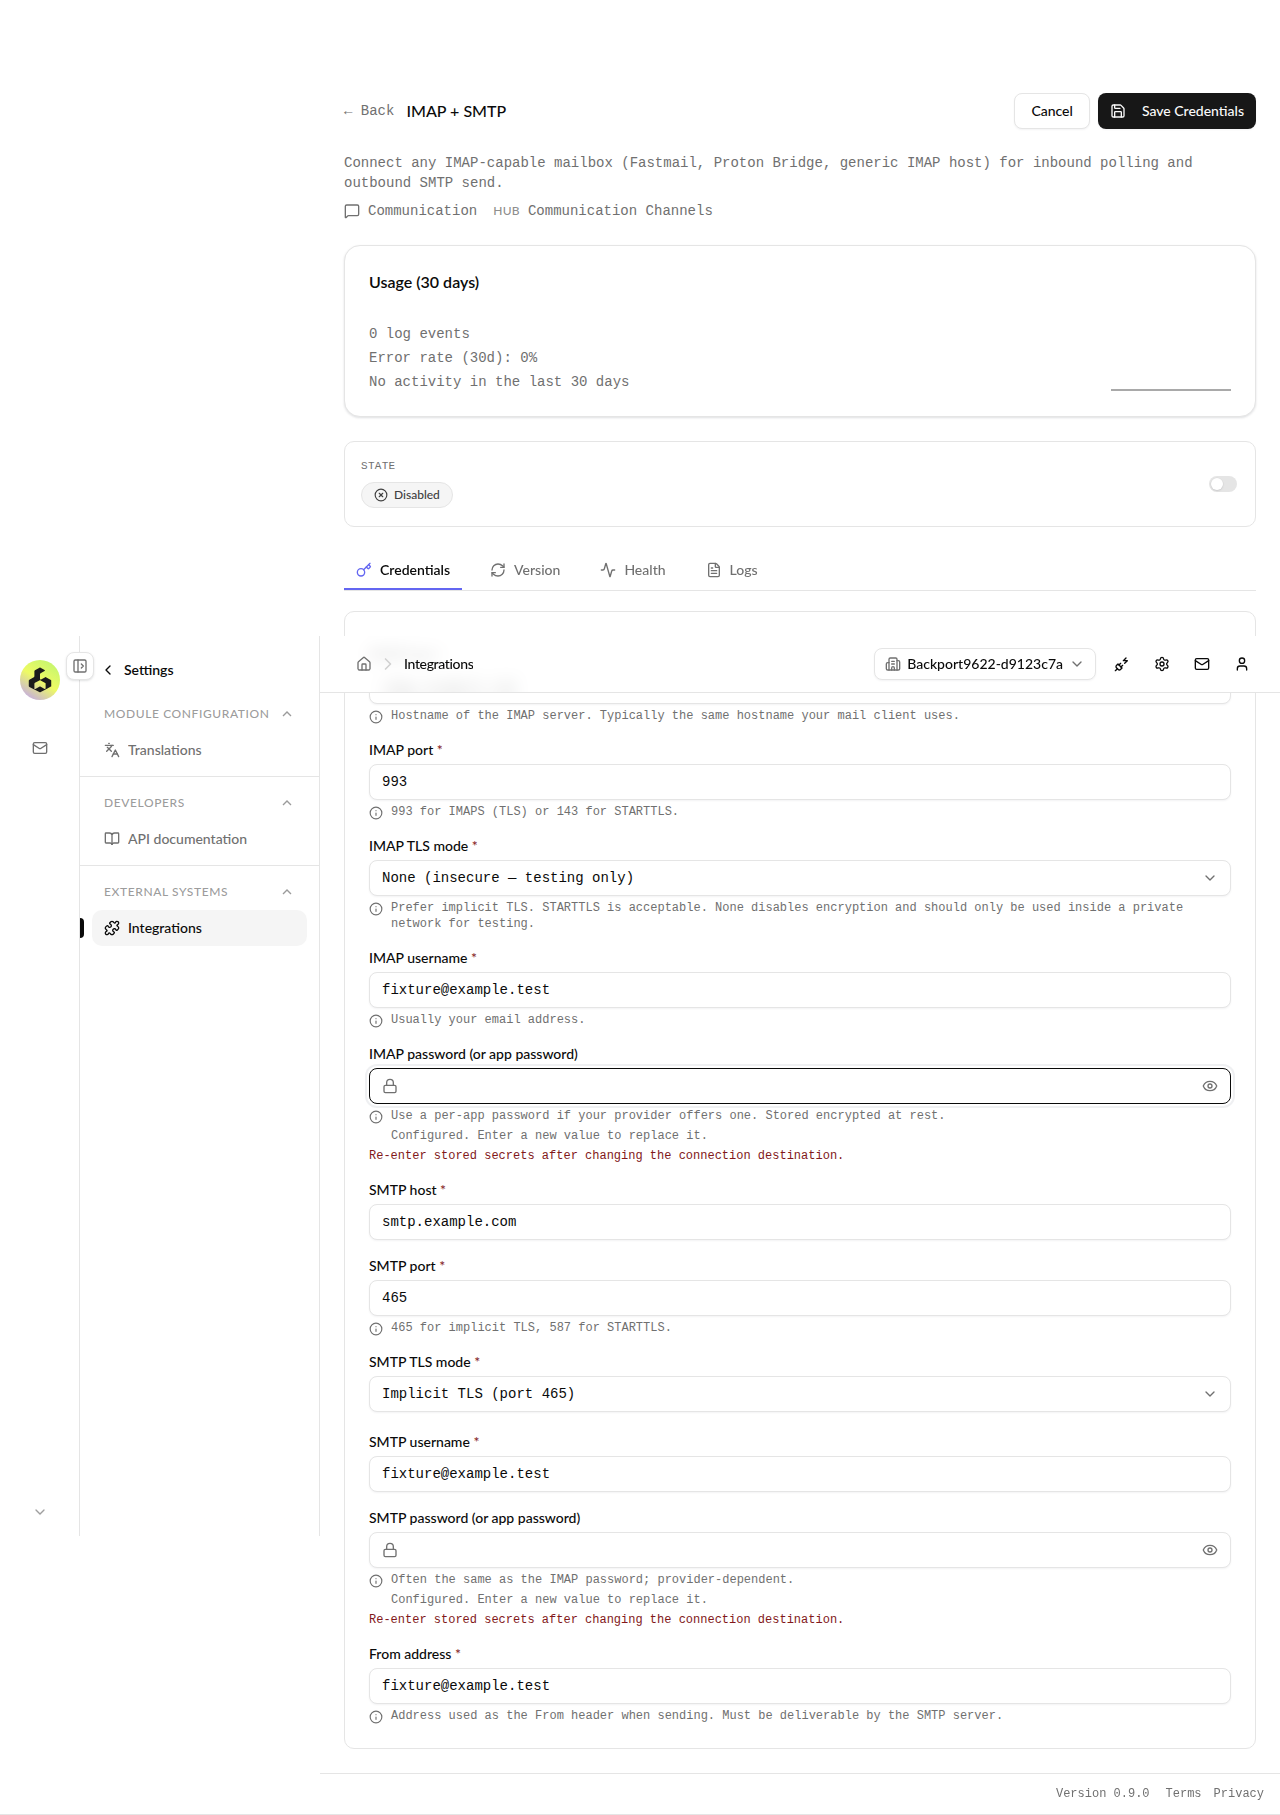 ← Back
IMAP + SMTP
Cancel
Save Credentials
Connect any IMAP-capable mailbox (Fastmail, Proton Bridge, generic IMAP host) for inbound polling and
outbound SMTP send.
Communication
HUB Communication Channels
Usage (30 days)
0 log events
Error rate (30d): 0%
No activity in the last 30 days
STATE
Disabled
Credentials
Version
Health
Logs
Settings
MODULE CONFIGURATION
Translations
DEVELOPERS
API documentation
EXTERNAL SYSTEMS
Integrations
Integrations
Backport9622-d9123c7a
Hostname of the IMAP server. Typically the same hostname your mail client uses.
IMAP port *
993
993 for IMAPS (TLS) or 143 for STARTTLS.
IMAP TLS mode *
None (insecure — testing only)
Prefer implicit TLS. STARTTLS is acceptable. None disables encryption and should only be used inside a private
network for testing.
IMAP username *
fixture@example.test
Usually your email address.
IMAP password (or app password)
Use a per-app password if your provider offers one. Stored encrypted at rest.
Configured. Enter a new value to replace it.
Re-enter stored secrets after changing the connection destination.
SMTP host *
smtp.example.com
SMTP port *
465
465 for implicit TLS, 587 for STARTTLS.
SMTP TLS mode *
Implicit TLS (port 465)
SMTP username *
fixture@example.test
SMTP password (or app password)
Often the same as the IMAP password; provider-dependent.
Configured. Enter a new value to replace it.
Re-enter stored secrets after changing the connection destination.
From address *
fixture@example.test
Address used as the From header when sending. Must be deliverable by the SMTP server.
Version 0.9.0
Terms
Privacy